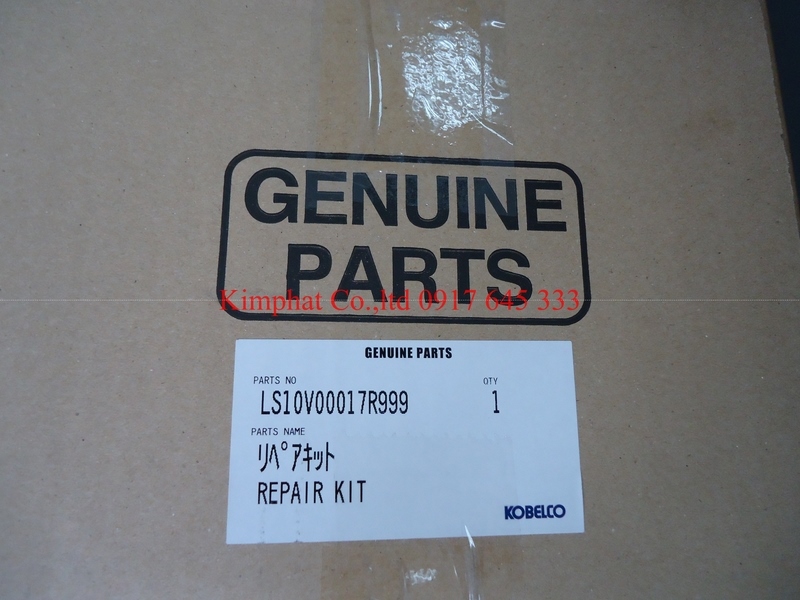 GENUINE
PARTS
Kimphat Co.,ltd 0917 645 333
GENUINE PARTS
PARTS NO QTY
LS10V00017R999 1
PARTS NAME
ﾘﾍﾟｱｷｯﾄ
REPAIR KIT
KOBELCO